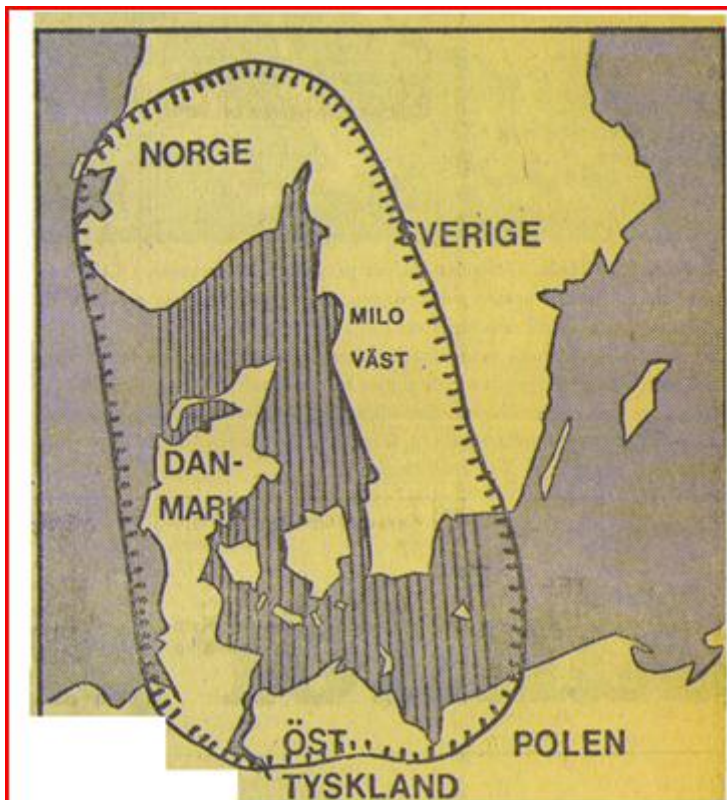 NORGE
SVERIGE
MILO
VÄST
DAN-
MARK
ÖST
TYSKLAND
POLEN